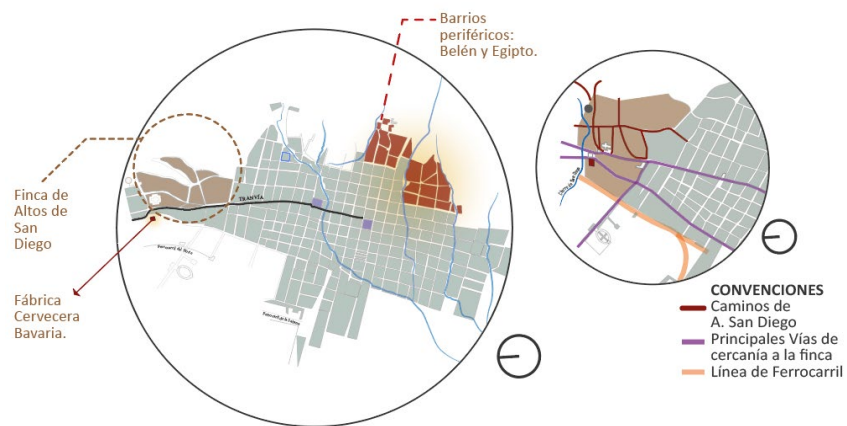 Barrios
periféricos:
Belén y Egipto.
Finca de
Altos de
San
Diego
TRANVÍA
Fábrica
Cervecera
Bavaria.
CONVENCIONES
Caminos de
A. San Diego
Principales Vías de
cercanía a la finca
Línea de Ferrocarril